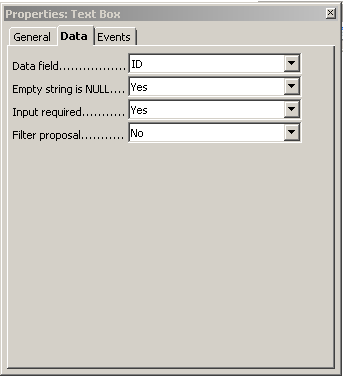 Properties: Text Box
General Data Events
Data field................. ID
Empty string is NULL.... Yes
Input required........... Yes
Filter proposal........... No